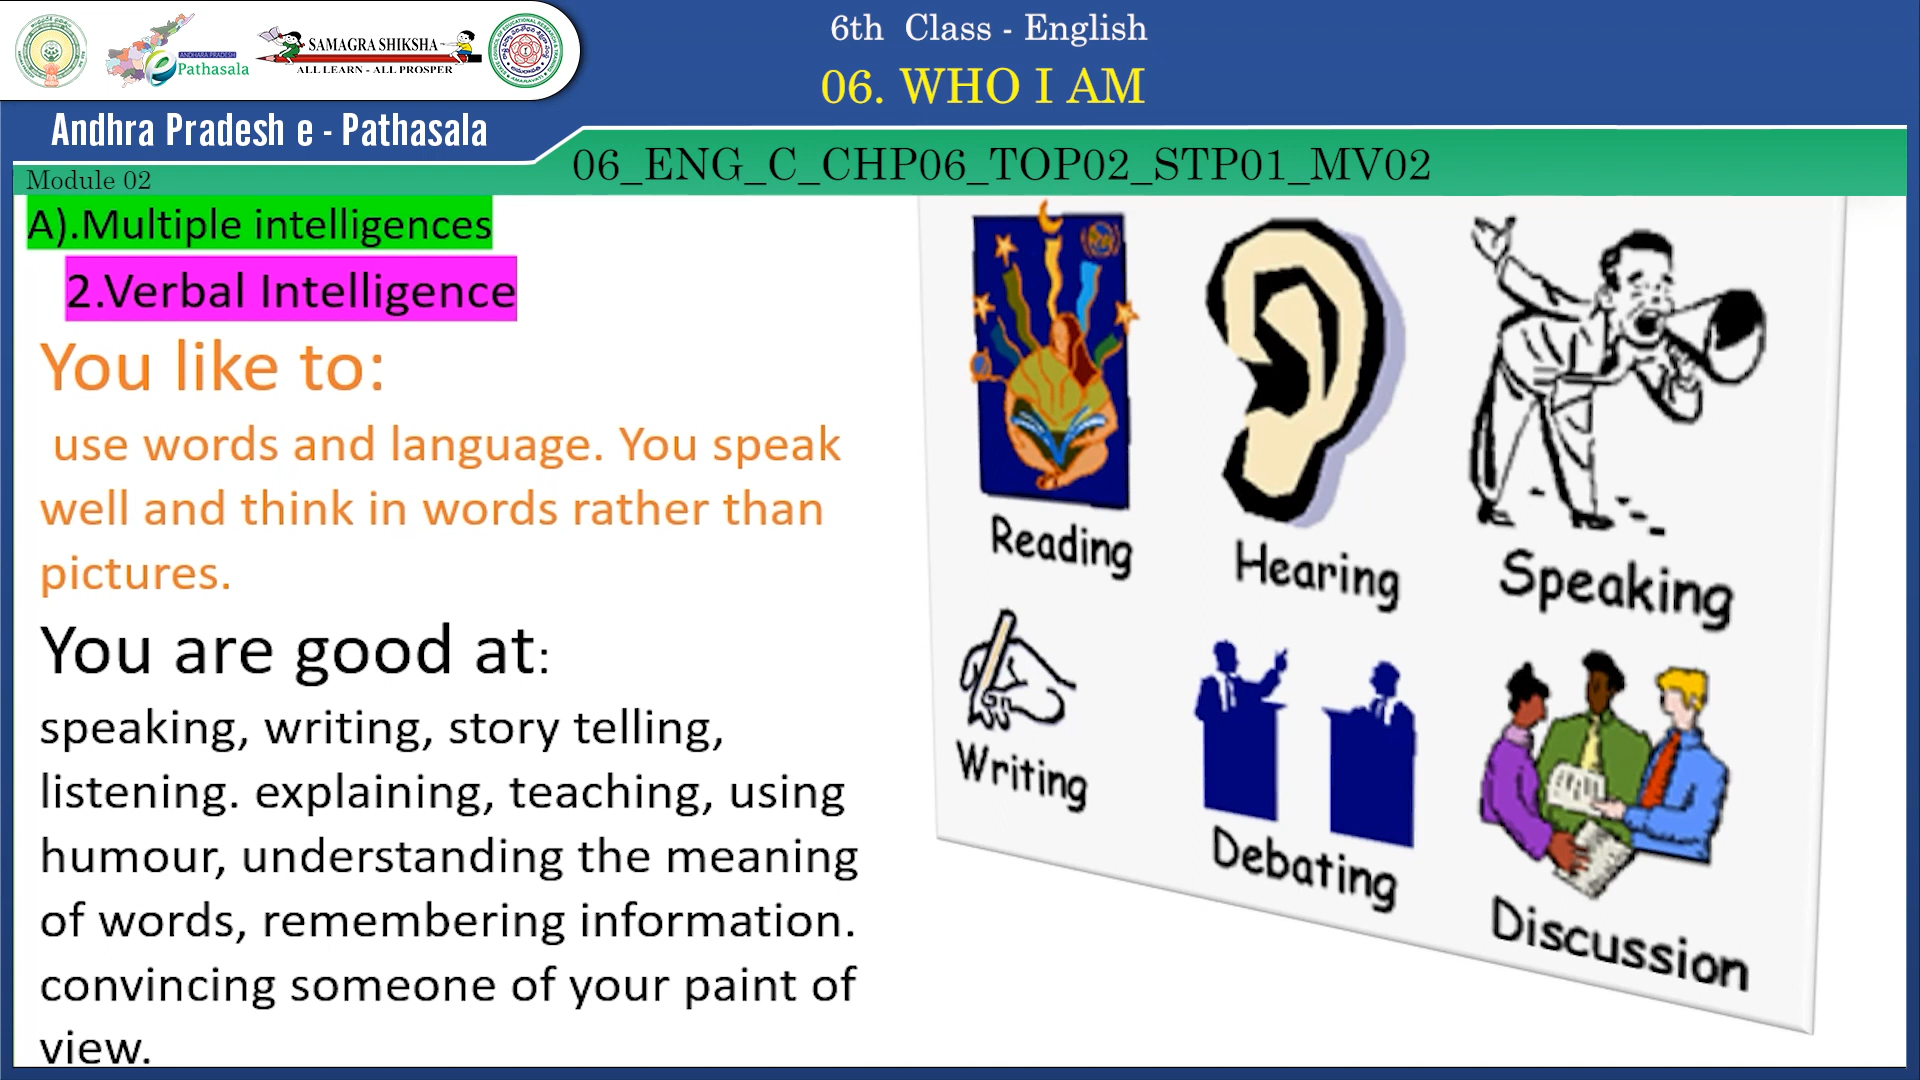 6th Class - English
06. WHO I AM
ANDHRA PRADESH
e Pathasala
SAMAGRA SHIKSHA
ALL LEARN - ALL PROSPER
Andhra Pradesh e - Pathasala
06_ENG_C_CHP06_TOP02_STP01_MV02
Module 02
A).Multiple intelligences
2.Verbal Intelligence
You like to:
use words and language. You speak
well and think in words rather than
pictures.
You are good at:
speaking, writing, story telling,
listening. explaining, teaching, using
humour, understanding the meaning
of words, remembering information.
convincing someone of your paint of
view.
Reading
Hearing
Speaking
Writing
Debating
Discussion